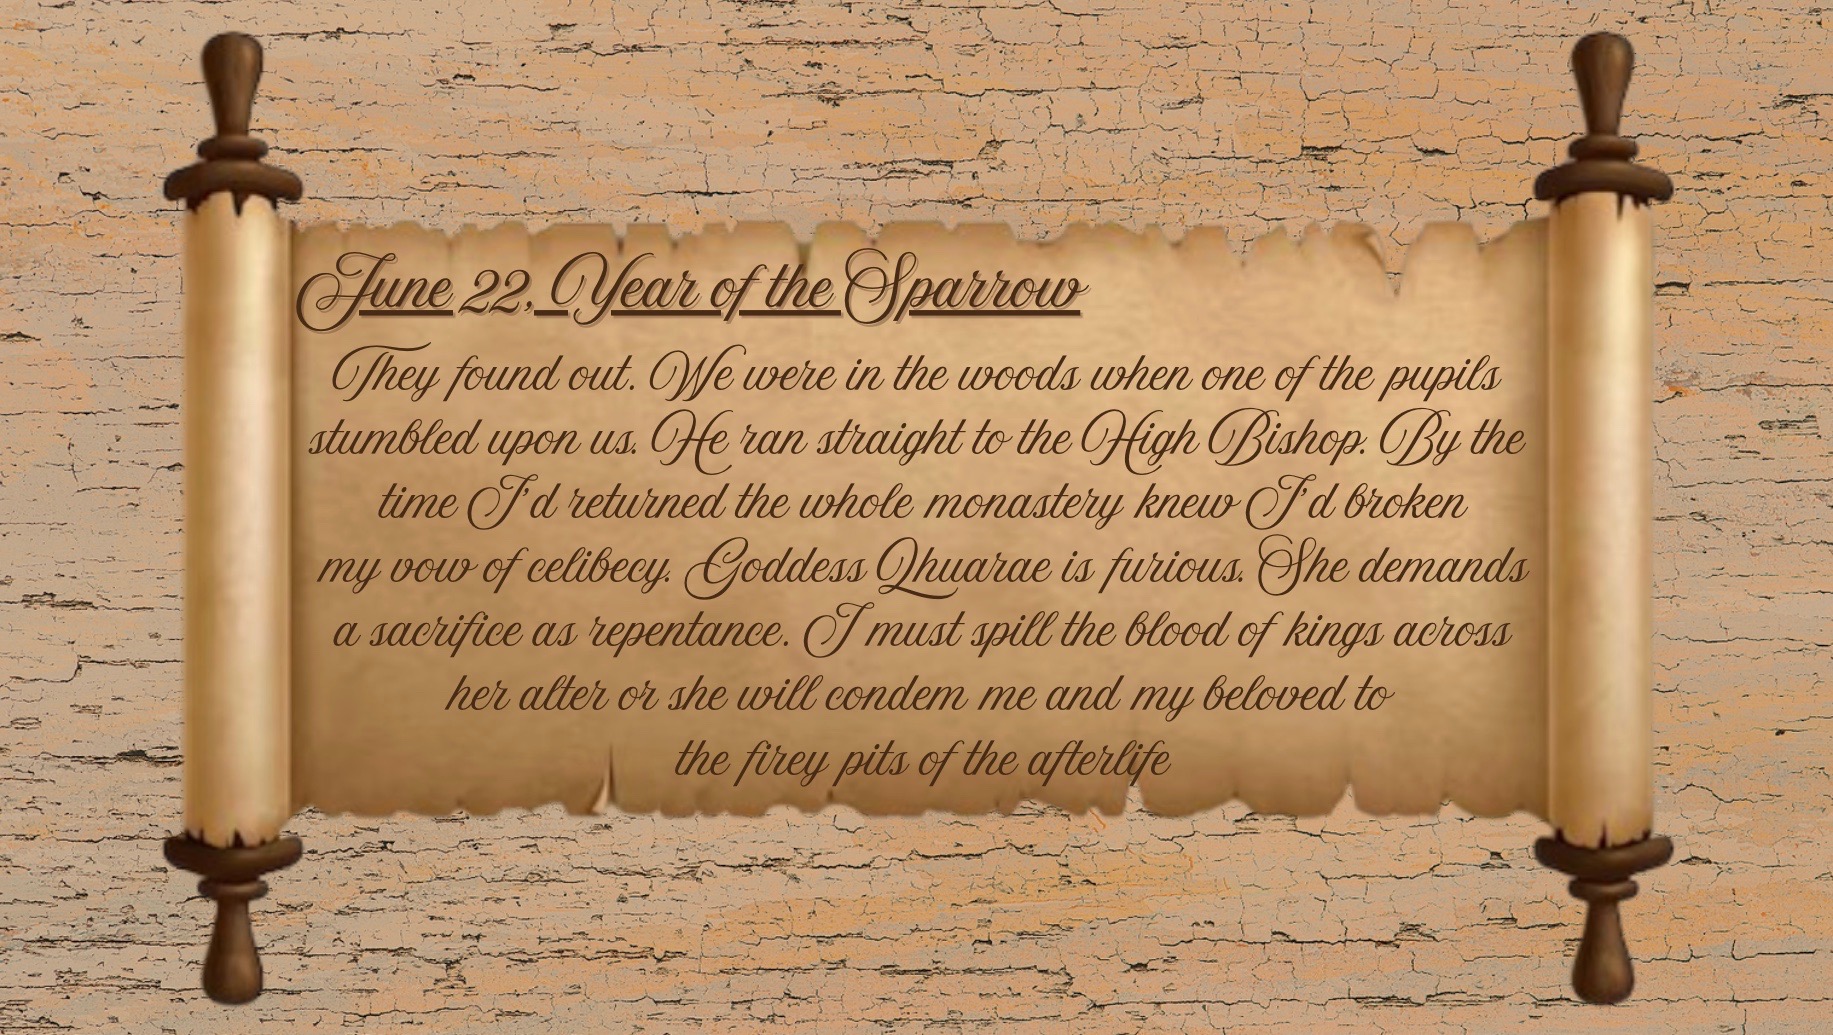 June 22, Year of the Sparrow
They found out. We were in the woods when one of the pupils
stumbled upon us. He ran straight to the High Bishop. By the
time I'd returned the whole monastery knew I'd broken
my vow of celibecy. Goddess Qhuarae is furious. She demands
a sacrifice as repentance. I must spill the blood of kings across
her alter or she will condem me and my beloved to
the firey pits of the afterlife